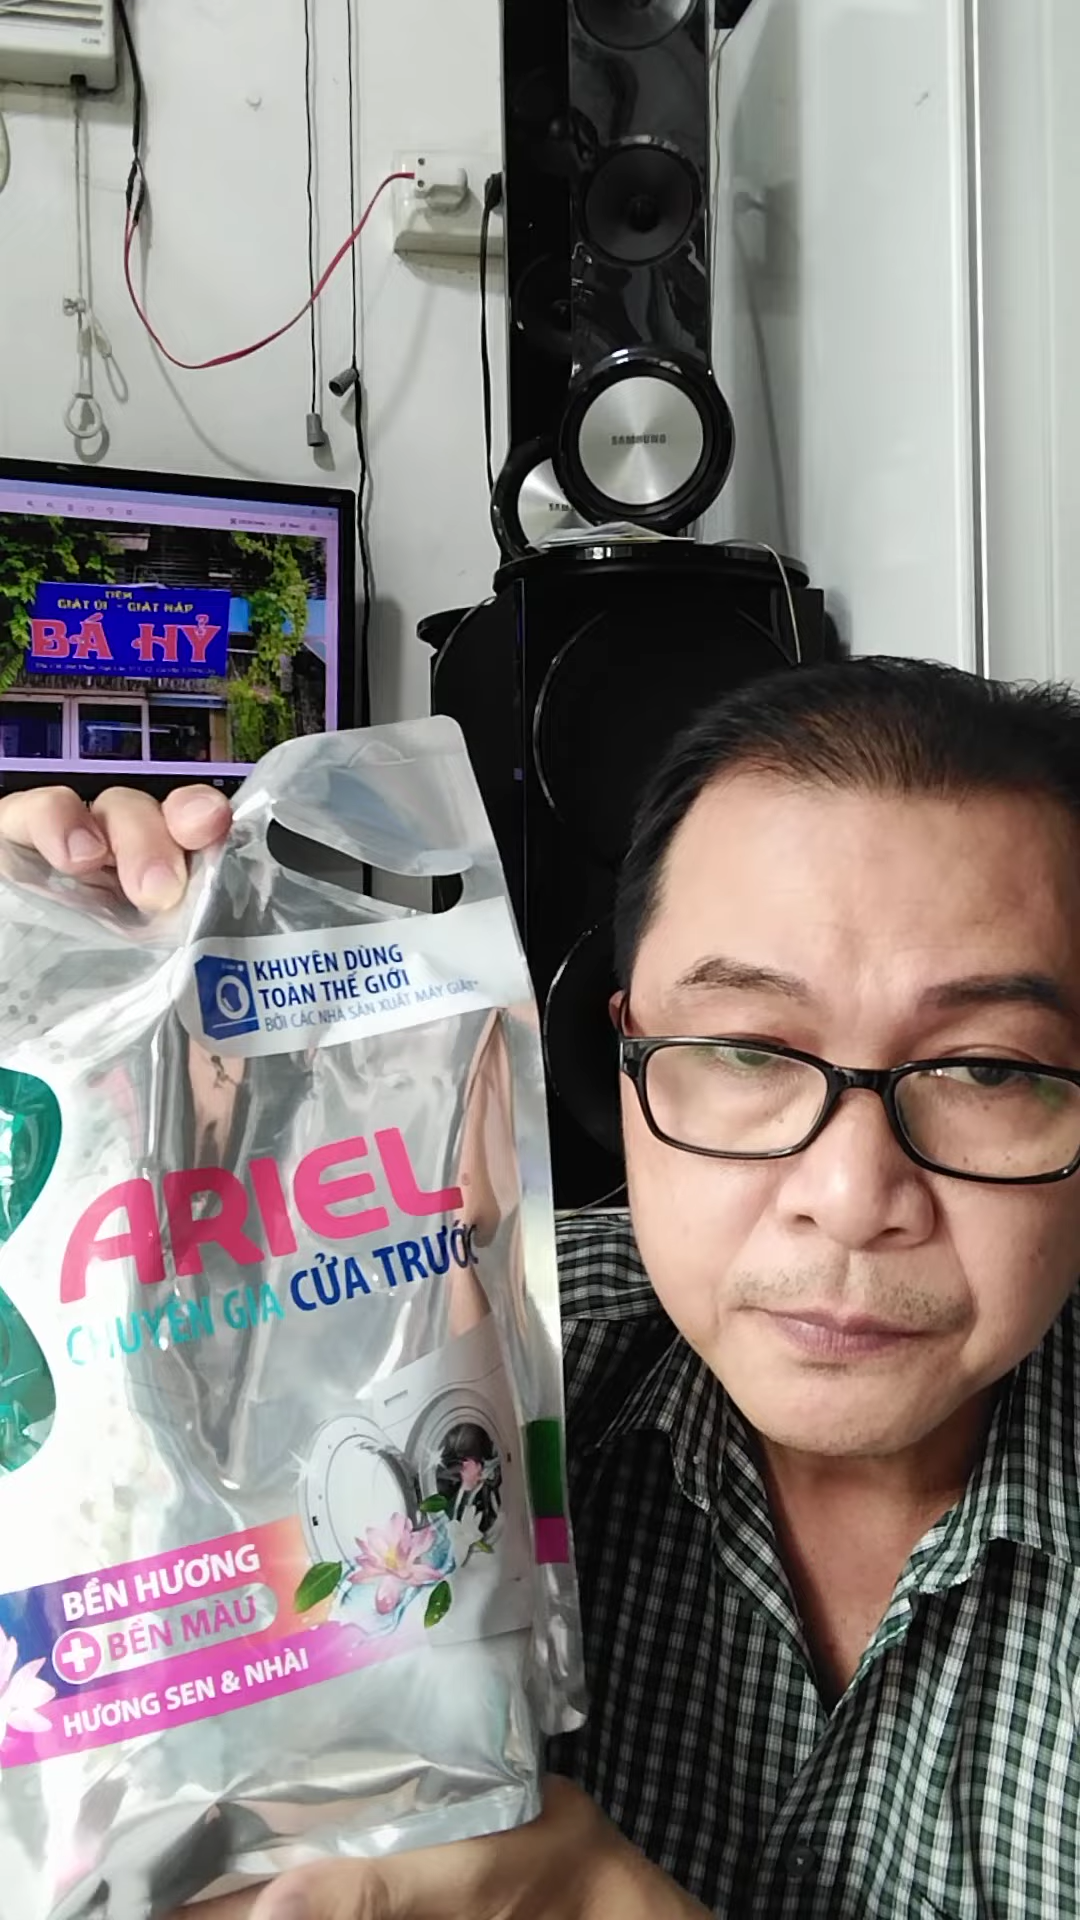 SAMSUNG
TIỆM
GIẶT ỦI - GIẶT HẤP
BÁ HỶ
KHUYÊN DÙNG
TOÀN THẾ GIỚI
BỞI CÁC NHÀ SẢN XUẤT MÁY GIẶT*
ARIEL
CHUYÊN GIA CỬA TRƯỚC
BỀN HƯƠNG
+ BỀN MÀU
HƯƠNG SEN & NHÀI